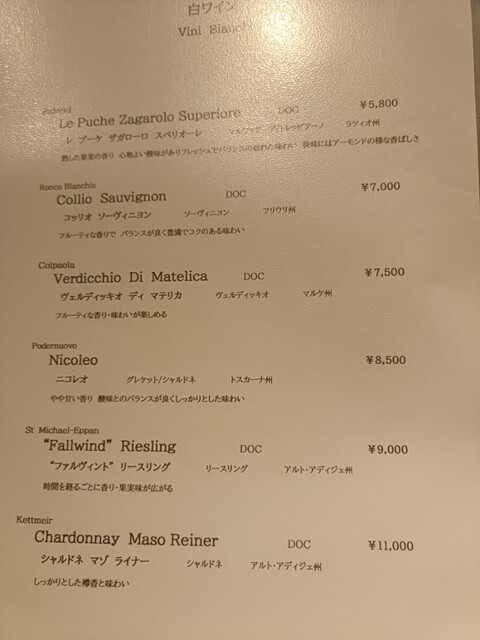 白ワイン
Vini Bianchi
Le Puche Zagarolo Superiore DOC ¥5,800
レ プーケ ザガローロ スペリオーレ ラツィオ州
熟した果実の香り 心地よい酸味がありフレッシュでバランスの取れた味わい 後味にはアーモンドの様な香ばしさ
Ronco Blanchis
Collio Sauvignon DOC ¥7,000
コッリオ ソーヴィニヨン ソーヴィニヨン フリウリ州
フルーティな香りで バランスが良く豊満でコクのある味わい
Colpaola
Verdicchio Di Matelica DOC ¥7,500
ヴェルディッキオ ディ マテリカ ヴェルディッキオ マルケ州
フルーティな香り・味わいが楽しめる
Podernuovo
Nicoleo ¥8,500
ニコレオ グレケット/シャルドネ トスカーナ州
やや甘い香り 酸味とのバランスが良くしっかりとした味わい
St Michael-Eppan
“Fallwind” Riesling DOC ¥9,000
“ファルヴィント” リースリング リースリング アルト・アディジェ州
時間を経るごとに香り・果実味が広がる
Kettmeir
Chardonnay Maso Reiner DOC ¥11,000
シャルドネ マゾ ライナー シャルドネ アルト・アディジェ州
しっかりとした樽香と味わい